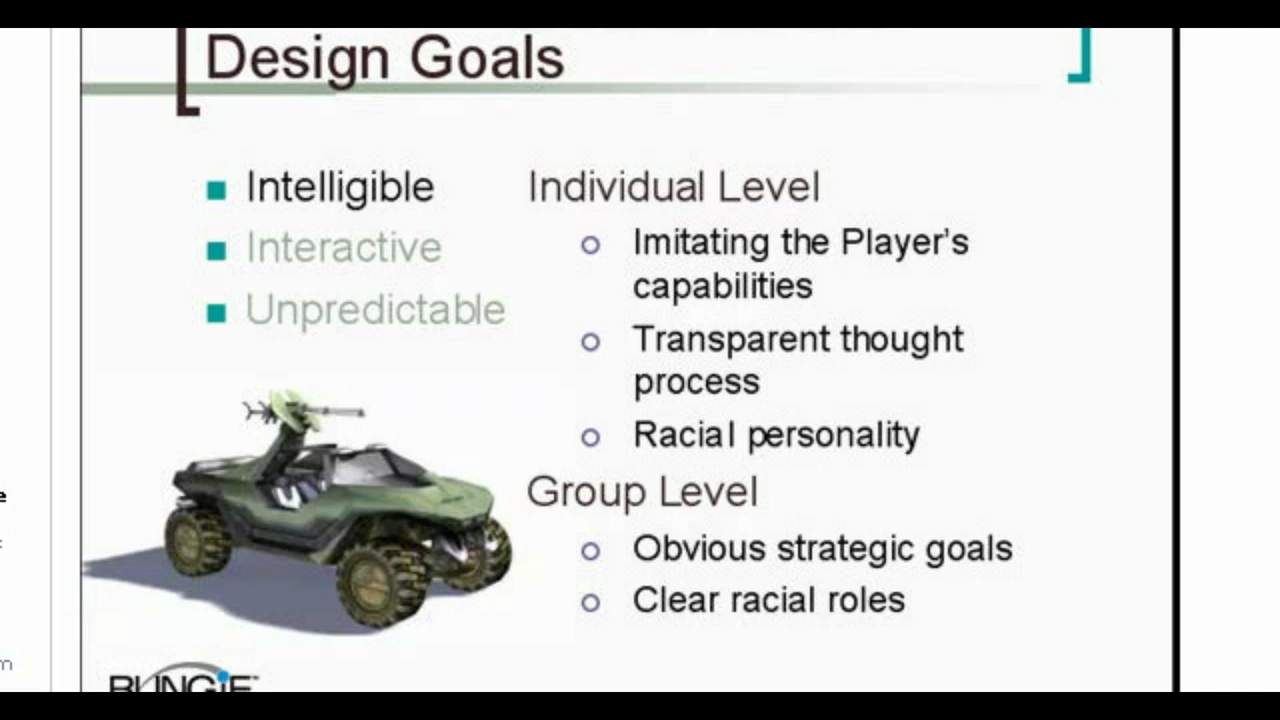 Design Goals
Intelligible
Interactive
Unpredictable
Individual Level
Imitating the Player's
capabilities
Transparent thought
process
Racial personality
Group Level
Obvious strategic goals
Clear racial roles
BUNGiE